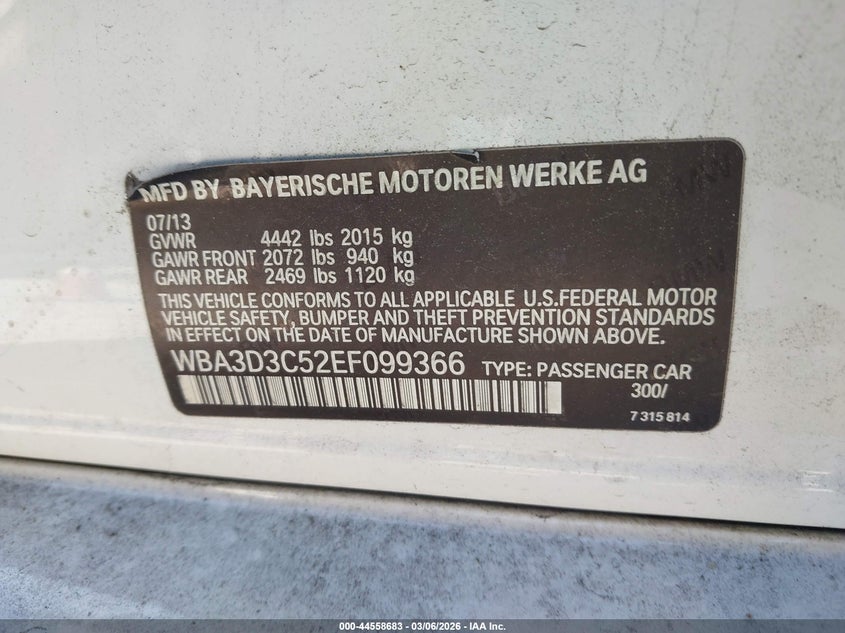 MFD BY BAYERISCHE MOTOREN WERKE AG
07/13
GVWR 4442 lbs 2015 kg
GAWR FRONT 2072 lbs 940 kg
GAWR REAR 2469 lbs 1120 kg
THIS VEHICLE CONFORMS TO ALL APPLICABLE U.S.FEDERAL MOTOR
VEHICLE SAFETY, BUMPER AND THEFT PREVENTION STANDARDS
IN EFFECT ON THE DATE OF MANUFACTURE SHOWN ABOVE.
WBA3D3C52EF099366 TYPE: PASSENGER CAR
300/
7 315 814
000-44558683 - 03/06/2026 - IAA Inc.